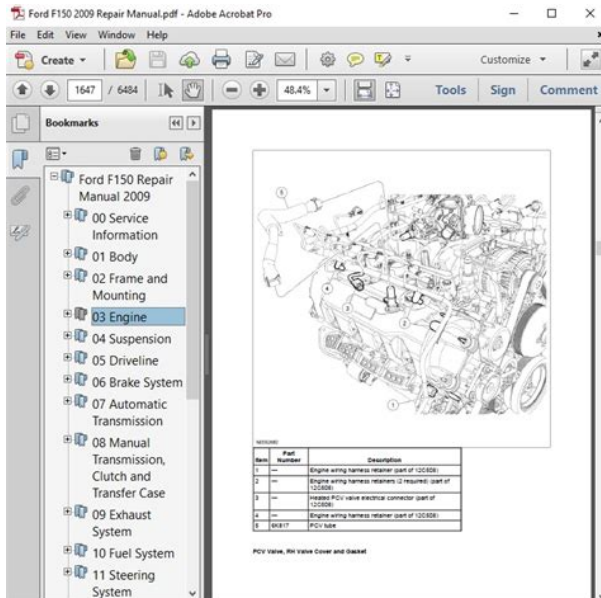 Ford F150 2009 Repair Manual.pdf - Adobe Acrobat Pro
File Edit View Window Help
Create
Customize
1647 / 6484
48.4%
Tools Sign Comment
Bookmarks
Ford F150 Repair
Manual 2009
00 Service
Information
01 Body
02 Frame and
Mounting
03 Engine
04 Suspension
05 Driveline
06 Brake System
07 Automatic
Transmission
08 Manual
Transmission,
Clutch and
Transfer Case
09 Exhaust
System
10 Fuel System
11 Steering
System
5
4
3
2
1
Item Part Number Description
1 — Engine wiring harness retainer (part of 12C508)
2 — Engine wiring harness retainers (2 required) (part of
12C508)
3 — Heated PCV valve electrical connector (part of
12C508)
4 — Engine wiring harness retainer (part of 12C508)
5 6K817 PCV tube
PCV Valve, RH Valve Cover and Gasket